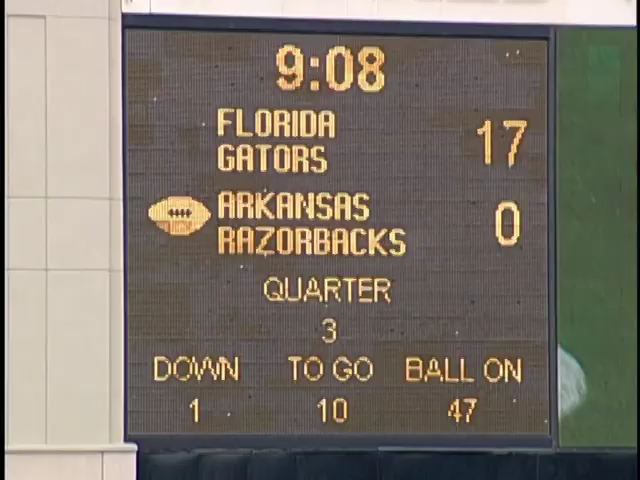 9:08
FLORIDA
GATORS 17
ARKANSAS
RAZORBACKS 0
QUARTER
3
DOWN TO GO BALL ON
1 10 47